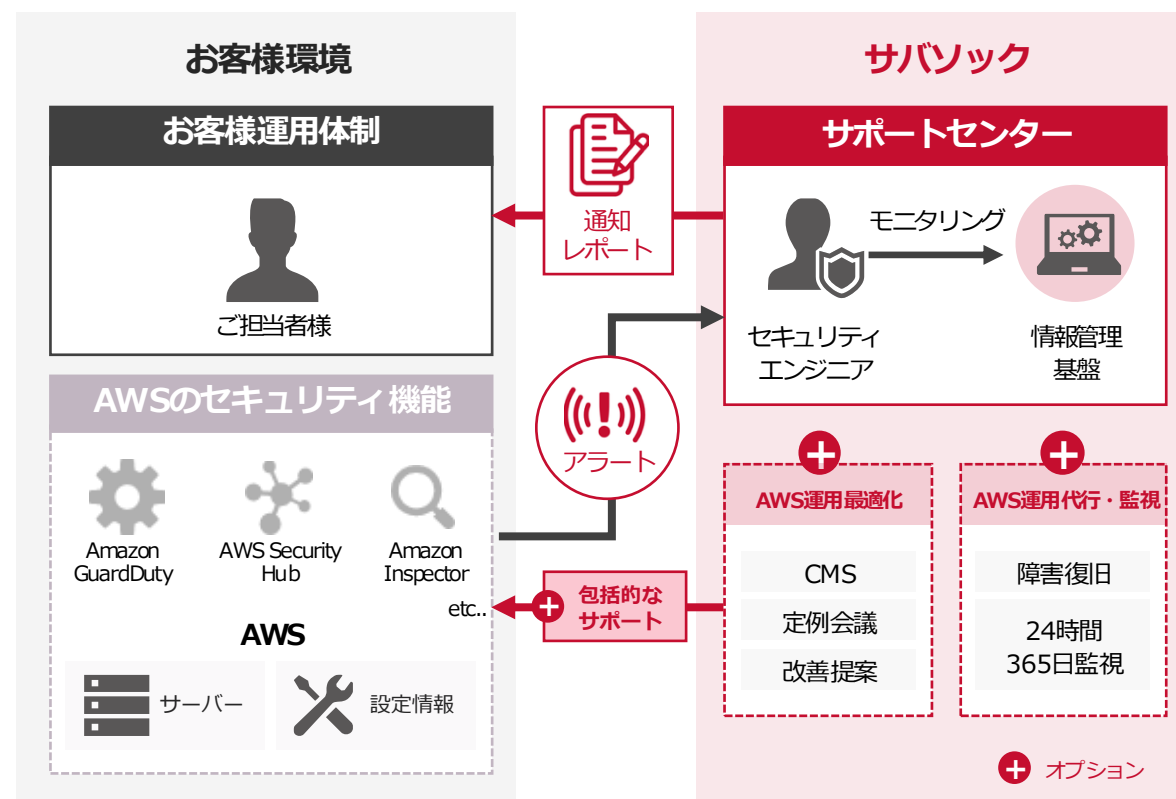 お客様環境
お客様運用体制
ご担当者様
AWSのセキュリティ機能
Amazon
GuardDuty
AWS Security
Hub
Amazon
Inspector
etc..
AWS
サーバー
設定情報
通知
レポート
アラート
包括的な
サポート
サバソック
サポートセンター
モニタリング
セキュリティ
エンジニア
情報管理
基盤
AWS運用最適化
CMS
定例会議
改善提案
AWS運用代行・監視
障害復旧
24時間
365日監視
オプション